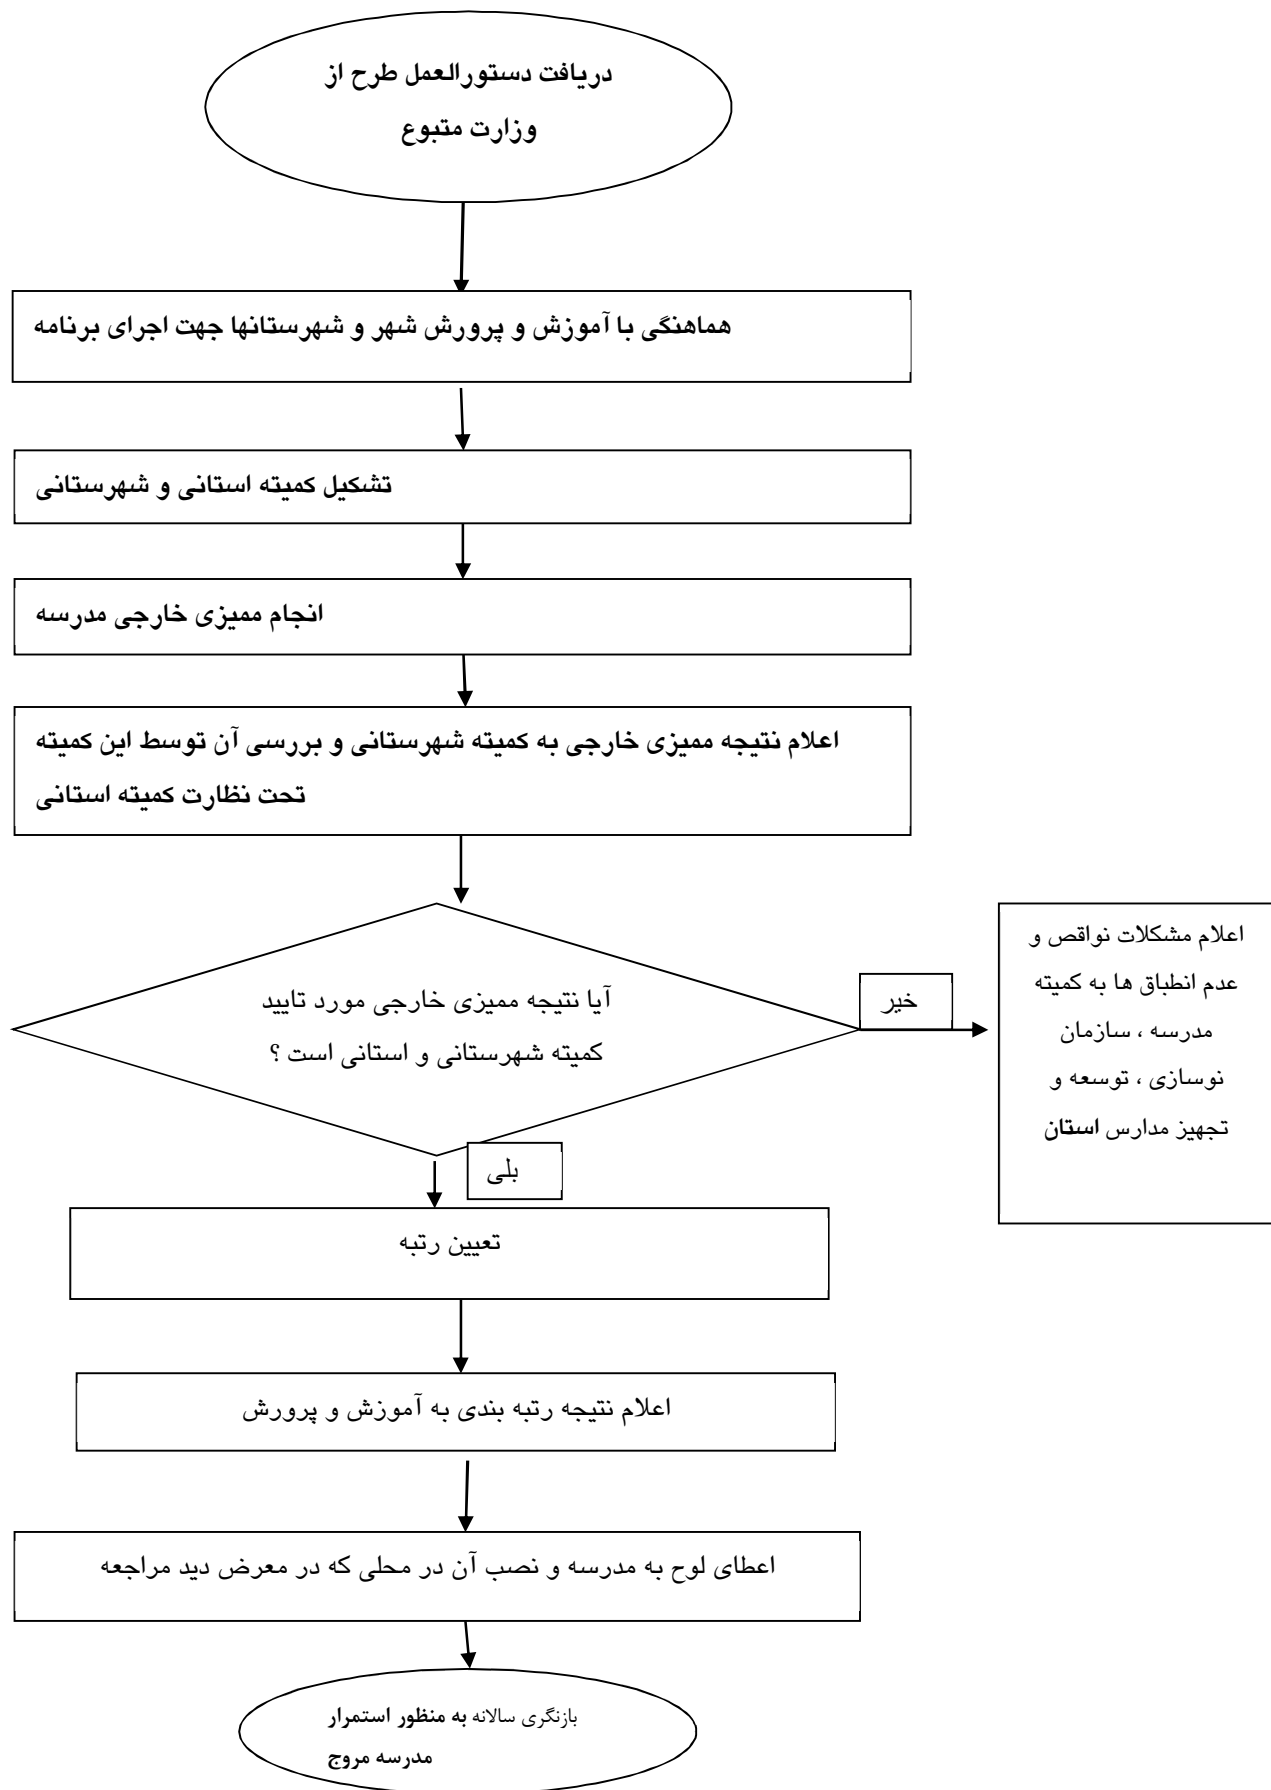 دریافت دستورالعمل طرح از
وزارت متبوع
هماهنگی با آموزش و پرورش شهر و شهرستانها جهت اجرای برنامه
تشکیل کمیته استانی و شهرستانی
انجام ممیزی خارجی مدرسه
اعلام نتیجه ممیزی خارجی به کمیته شهرستانی و بررسی آن توسط این کمیته
تحت نظارت کمیته استانی
آیا نتیجه ممیزی خارجی مورد تایید
کمیته شهرستانی و استانی است ؟
خیر
اعلام مشکلات نواقص و
عدم انطباق ها به کمیته
مدرسه ، سازمان
نوسازی ، توسعه و
تجهیز مدارس استان
بلی
تعیین رتبه
اعلام نتیجه رتبه بندی به آموزش و پرورش
اعطای لوح به مدرسه و نصب آن در محلی که در معرض دید مراجعه
بازنگری سالانه به منظور استمرار
مدرسه مروج